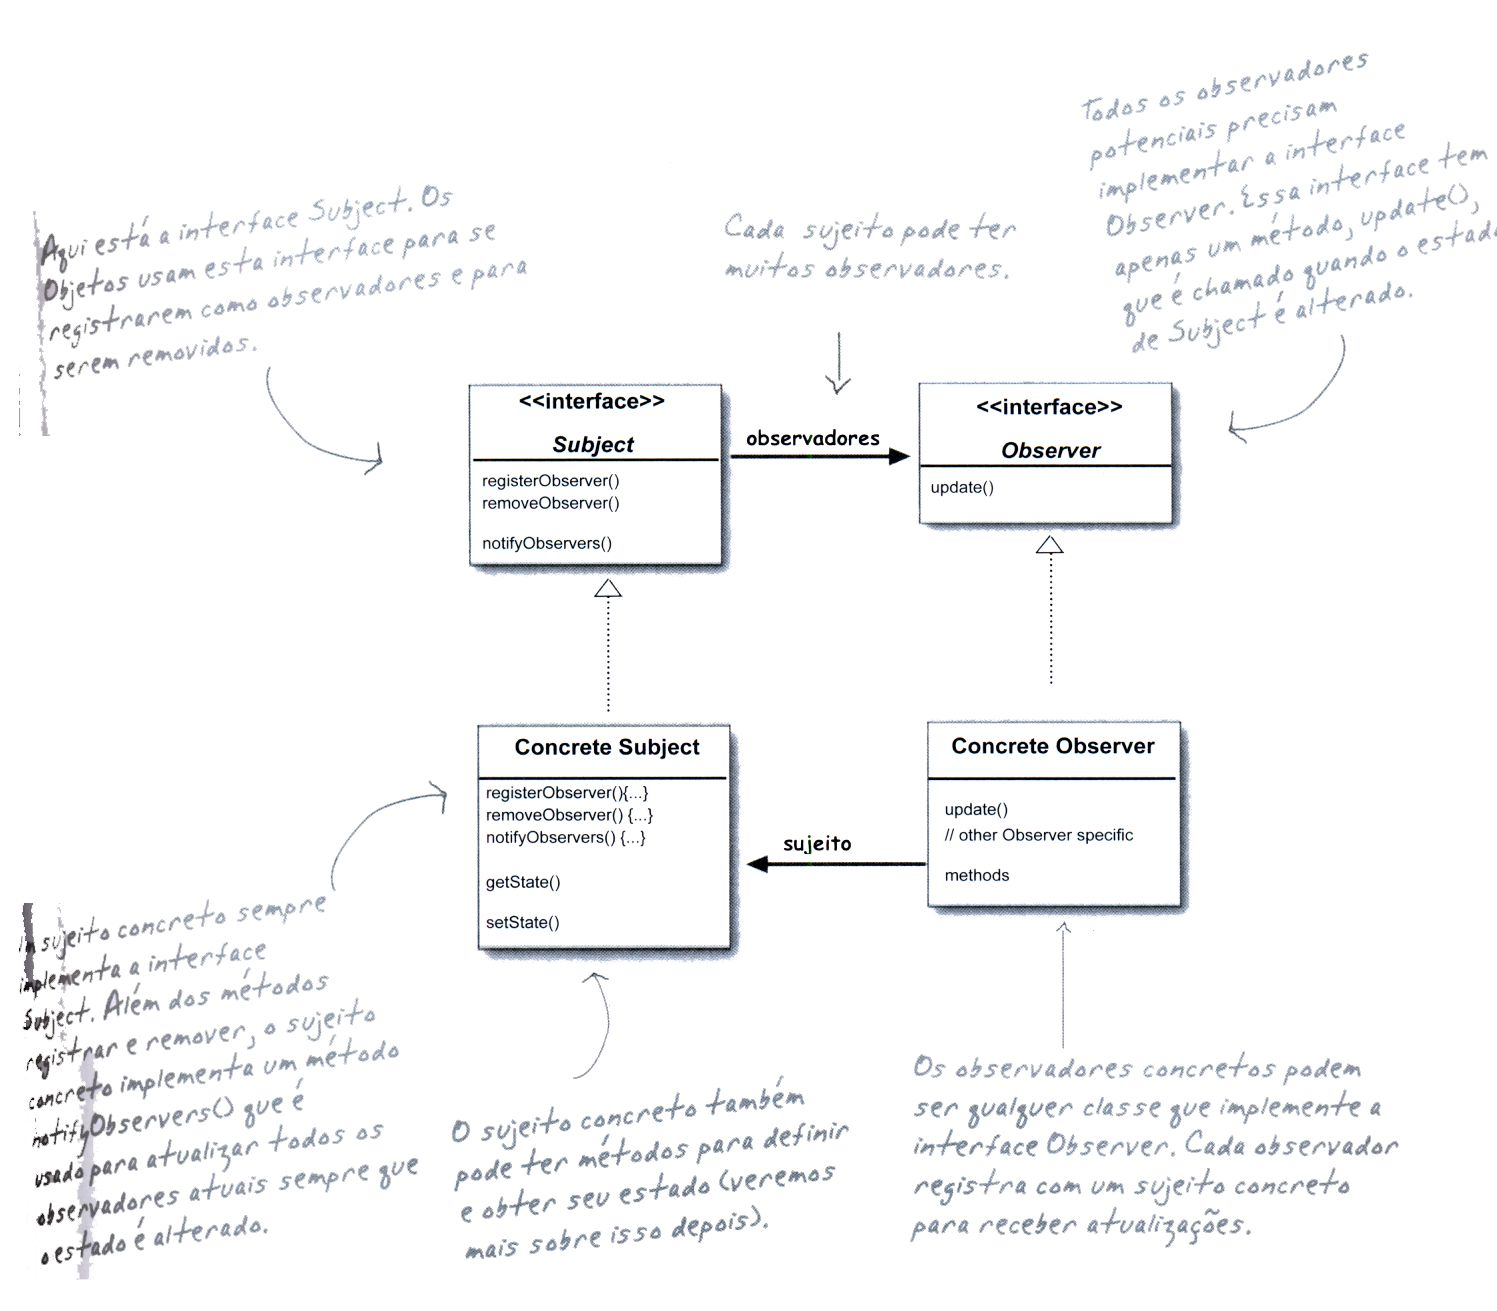 Todos os observadores
potenciais precisam
implementar a interface
Observer. Essa interface tem
apenas um método, update(),
que é chamado quando o estado
de Subject é alterado.
Aqui está a interface Subject. Os
Objetos usam esta interface para se
registrarem como observadores e para
serem removidos.
Cada sujeito pode ter
muitos observadores.
<<interface>>
Subject
registerObserver()
removeObserver()
notifyObservers()
observadores
<<interface>>
Observer
update()
Concrete Subject
registerObserver(){...}
removeObserver() {...}
notifyObservers() {...}
getState()
setState()
sujeito
Concrete Observer
update()
// other Observer specific
methods
sujeito concreto sempre
implementa a interface
Subject. Além dos métodos
registrar e remover, o sujeito
concreto implementa um método
notifyObservers() que é
usado para atualizar todos os
observadores atuais sempre que
o estado é alterado.
O sujeito concreto também
pode ter métodos para definir
e obter seu estado (veremos
mais sobre isso depois).
Os observadores concretos podem
ser qualquer classe que implemente a
interface Observer. Cada observador
registra com um sujeito concreto
para receber atualizações.